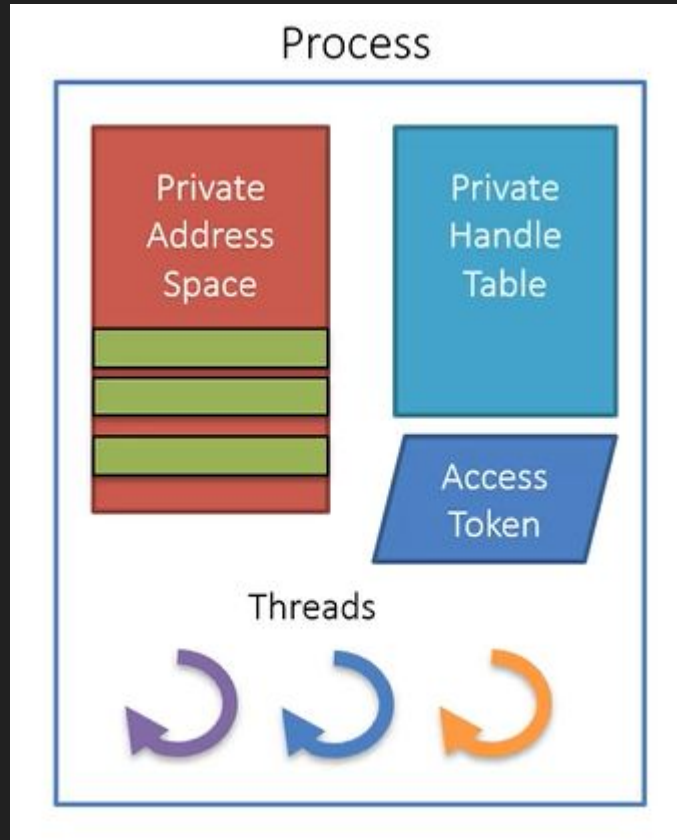 Process
Private
Address
Space
Private
Handle
Table
Access
Token
Threads